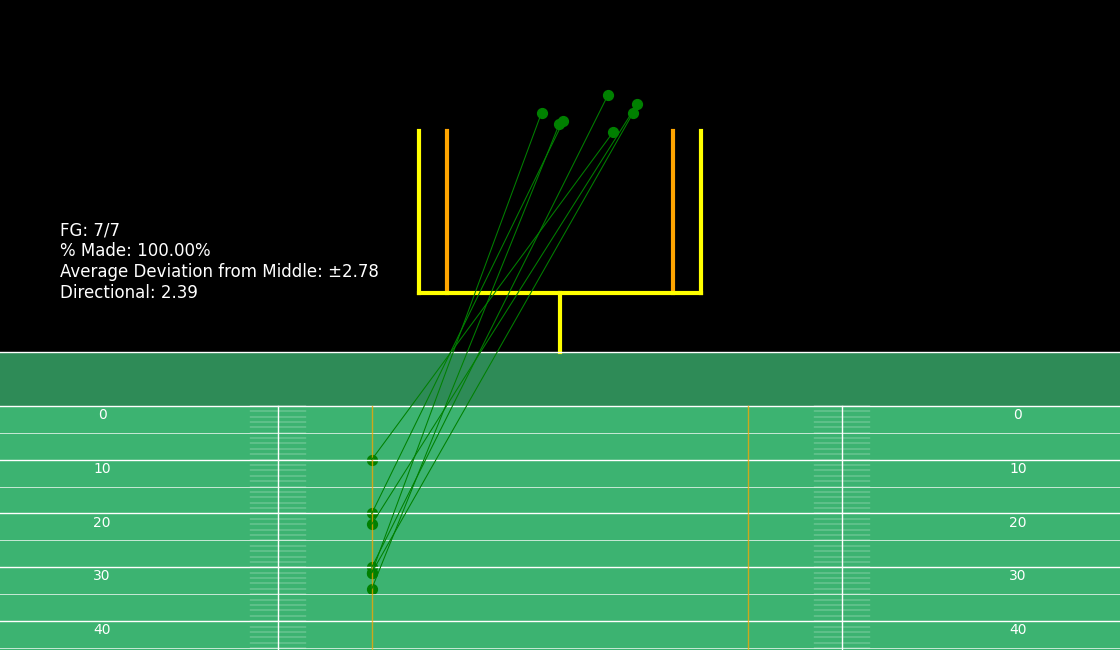 FG: 7/7
% Made: 100.00%
Average Deviation from Middle: ±2.78
Directional: 2.39
0 0
10 10
20 20
30 30
40 40